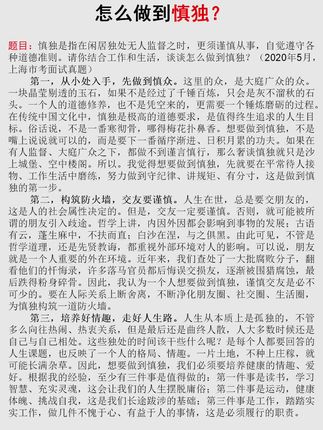 怎么做到慎独？
题目：慎独是指在闲居独处无人监督之时，更须谨慎从事，自觉遵守各
种道德准则。请你结合工作和生活，谈谈怎么做到慎独？（2020年5月，
上海市考面试真题）
第一，从小处入手，先做到慎众。这里的众，是大庭广众的众。
一块晶莹剔透的玉石，如果不是经过了千锤百炼，只会是灰不溜秋的石
头。一个人的道德修养，也不是凭空来的，更需要一个锤炼磨砺的过程。
在传统中国文化中，慎独是极高的道德要求，是值得终生追求的人生目
标。俗话说，不是一番寒彻骨，哪得梅花扑鼻香。想要做到慎独，不是
嘴上说说就可以的，而是要下一番循序渐进、日积月累的功夫。如果在
有人监督、大庭广众之下，都做不到谨言慎行，那么奢谈慎独就只是沙
上城堡、空中楼阁。所以，我觉得想要做到慎独，先就要在平常待人接
物、工作生活中磨练，努力做到守纪律、讲规矩、有分寸，这是做到慎
独的第一步。
第二，构筑防火墙，交友要谨慎。人生在世，总是要交朋友的，
这是人的社会属性决定的。但是，交友一定要谨慎。否则，就可能被所
谓的朋友引入歧途。哲学上讲，内因外因都会影响到事物的发展；古语
有云，蓬生麻中，不扶而直；白沙在涅，与之俱黑。由此可见，不管是
哲学道理，还是先贤教诲，都重视外部环境对人的影响。可以说，朋友
就是一个人重要的外在环境。近年来，我们查处了一大批腐败分子，翻
看他们的忏悔录，许多落马官员都后悔误交损友，逐渐被围猎腐蚀，最
后跌得粉身碎骨。因此，我认为一个人想要做到慎独，谨慎交友是必不
可少的。要在人际关系上断舍离，不断净化朋友圈、社交圈、生活圈，
为慎独构筑一道防火墙。
第三，培养好情趣，走好人生路。人从本质上是孤独的，不管
多么向往热闹、热衷关系，但是最后还是曲终人散，人大多数时候还是
自己与自己相处。这些独处的时间该干些什么呢？是每个人都要回答的
人生课题，也反映了一个人的格局、情趣。一片土地，不种上庄稼，就
可能长满杂草。因此，想要做到慎独，我们必须要培养健康的情趣、爱
好。根据我的经验，至少有三件事是值得做的：第一件事是读书，学习
智慧、充实灵魂，这会让我们的人生摆脱庸俗；第二件事是运动，健康
体魄、挑战自我，这是我们长途跋涉的基础；第三件事是工作，踏踏实
实工作，做几件不愧于心、有益于人的事情，这是必须履行的职责。